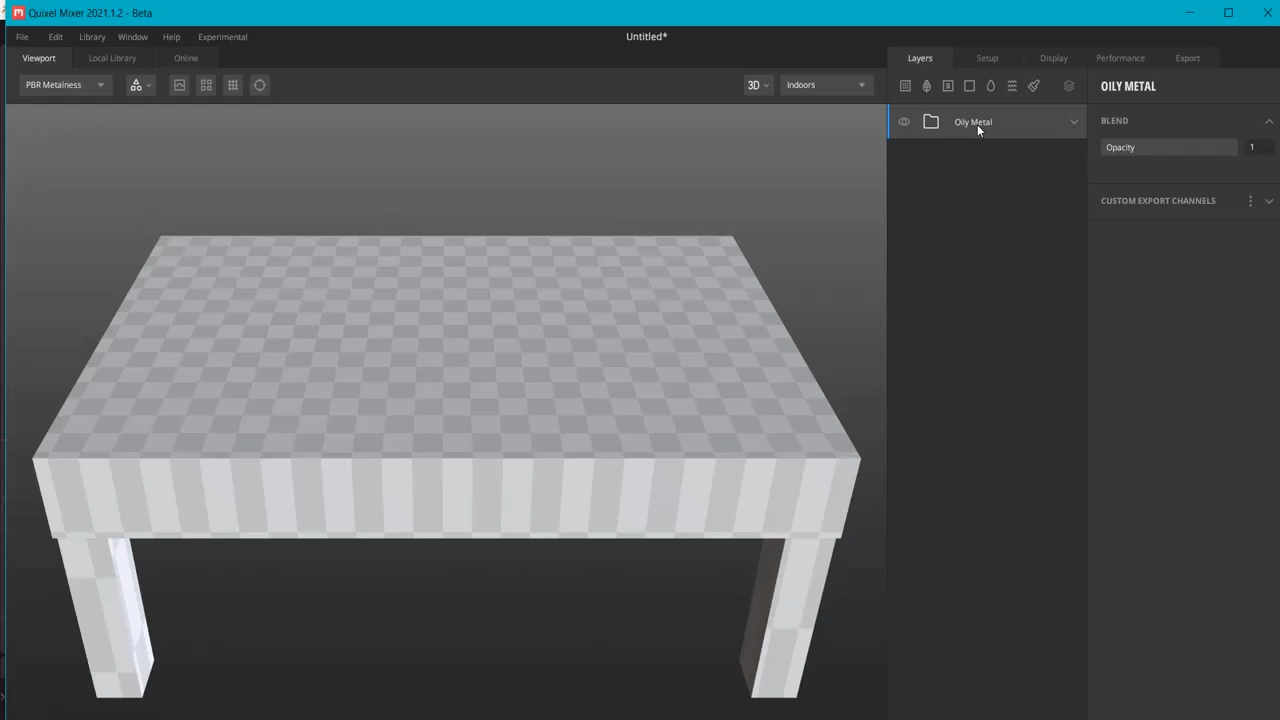 Quixel Mixer 2021.1.2 - Beta
File Edit Library Window Help Experimental Untitled*
Viewport Local Library Online Layers Setup Display Performance Export
PBR Metalness 3D Indoors OILY METAL
Oily Metal BLEND
Opacity 1
CUSTOM EXPORT CHANNELS